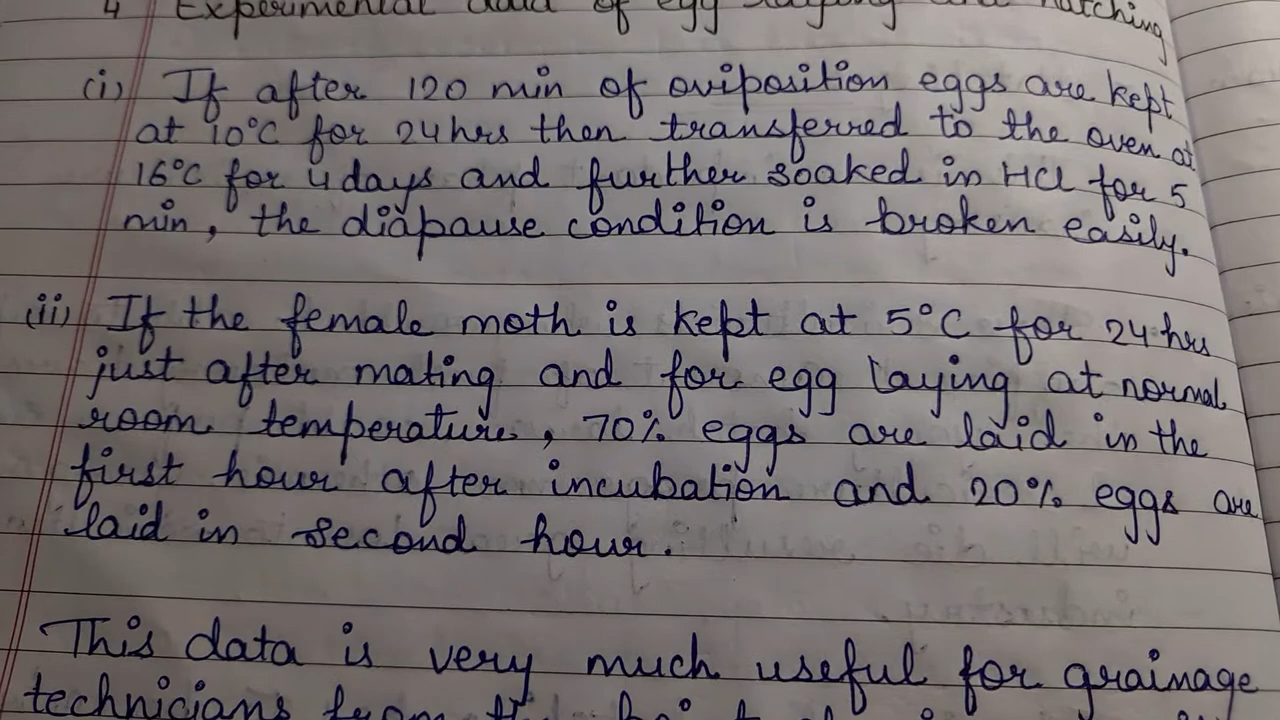 4 Experimental data of egg laying and hatching
(i) If after 120 min of oviposition eggs are kept
at 10°C for 24hrs then transferred to the oven at
16°C for 4 days and further soaked in HCl for 5
min, the diapause condition is broken easily.
(ii) If the female moth is kept at 5°C for 24 hrs
just after mating and for egg laying at normal
room temperature, 70% eggs are laid in the
first hour after incubation and 20% eggs are
laid in second hour.
This data is very much useful for grainage
technicians from the